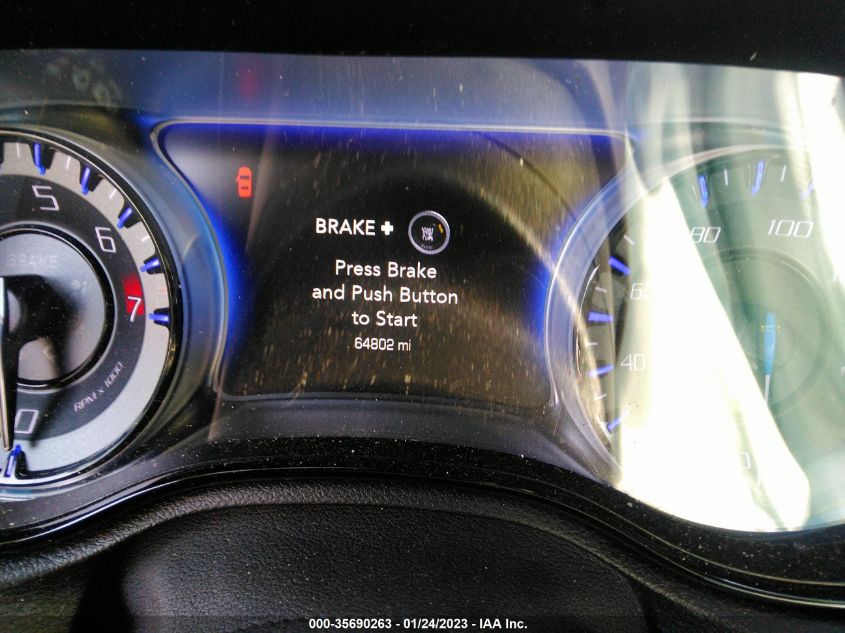 BRAKE +
Press Brake
and Push Button
to Start
64802 mi
5
6
7
0
BRAKE
RPM x 1000
40
60
80
100
000-35690263 - 01/24/2023 - IAA Inc.